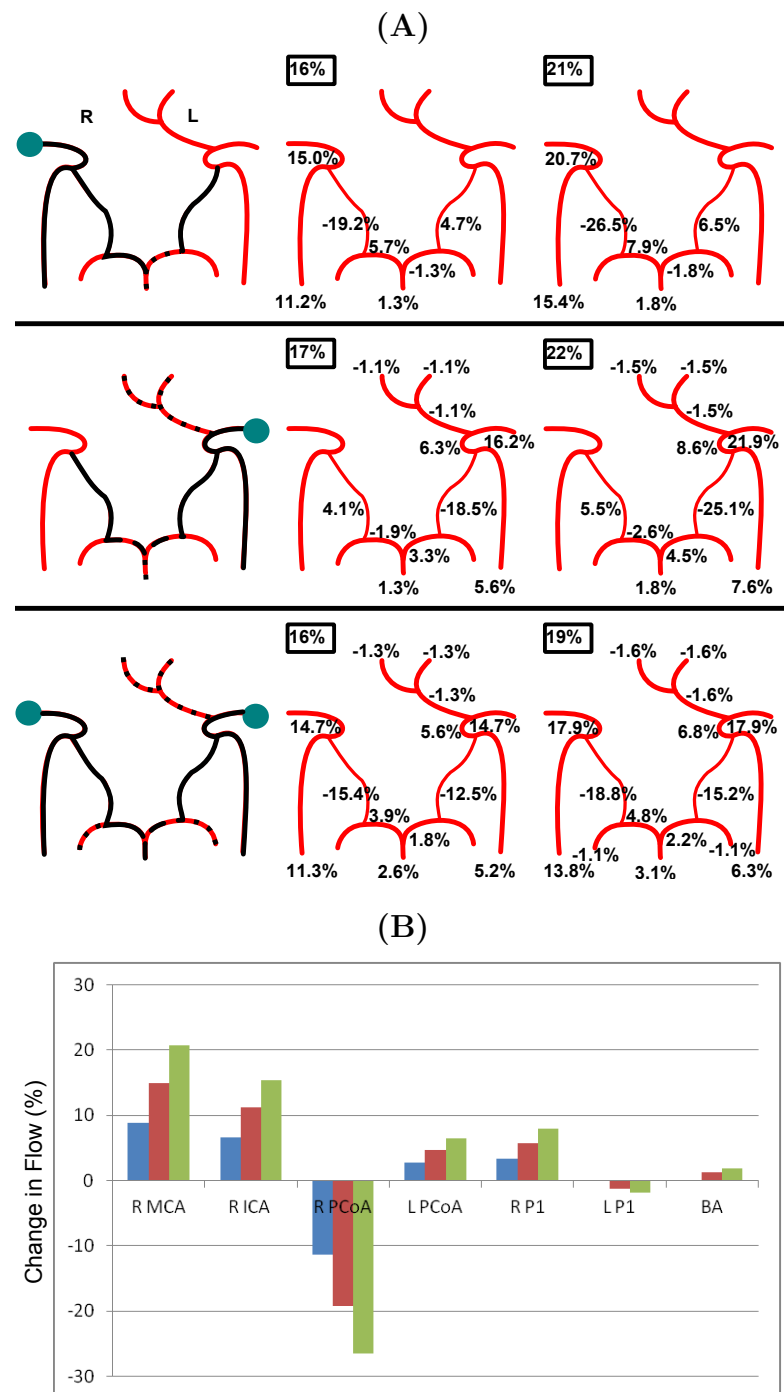 (A)
16% 21%
R L
15.0% 20.7%
-19.2% 4.7% -26.5% 6.5%
5.7% 7.9%
-1.3% -1.8%
11.2% 1.3% 15.4% 1.8%
17% 22%
-1.1% -1.1% -1.5% -1.5%
-1.1% -1.5%
6.3% 16.2% 8.6% 21.9%
4.1% -18.5% 5.5% -25.1%
-1.9% -2.6%
3.3% 4.5%
1.3% 5.6% 1.8% 7.6%
16% 19%
-1.3% -1.3% -1.6% -1.6%
-1.3% -1.6%
14.7% 5.6% 14.7% 17.9% 6.8% 17.9%
-15.4% -12.5% -18.8% -15.2%
3.9% 4.8%
1.8% 2.2%
-1.1% -1.1%
11.3% 2.6% 5.2% 13.8% 3.1% 6.3%
(B)
30
20
10
0
-10
-20
-30
Change in Flow (%)
R MCA R ICA R PCoA L PCoA R P1 L P1 BA